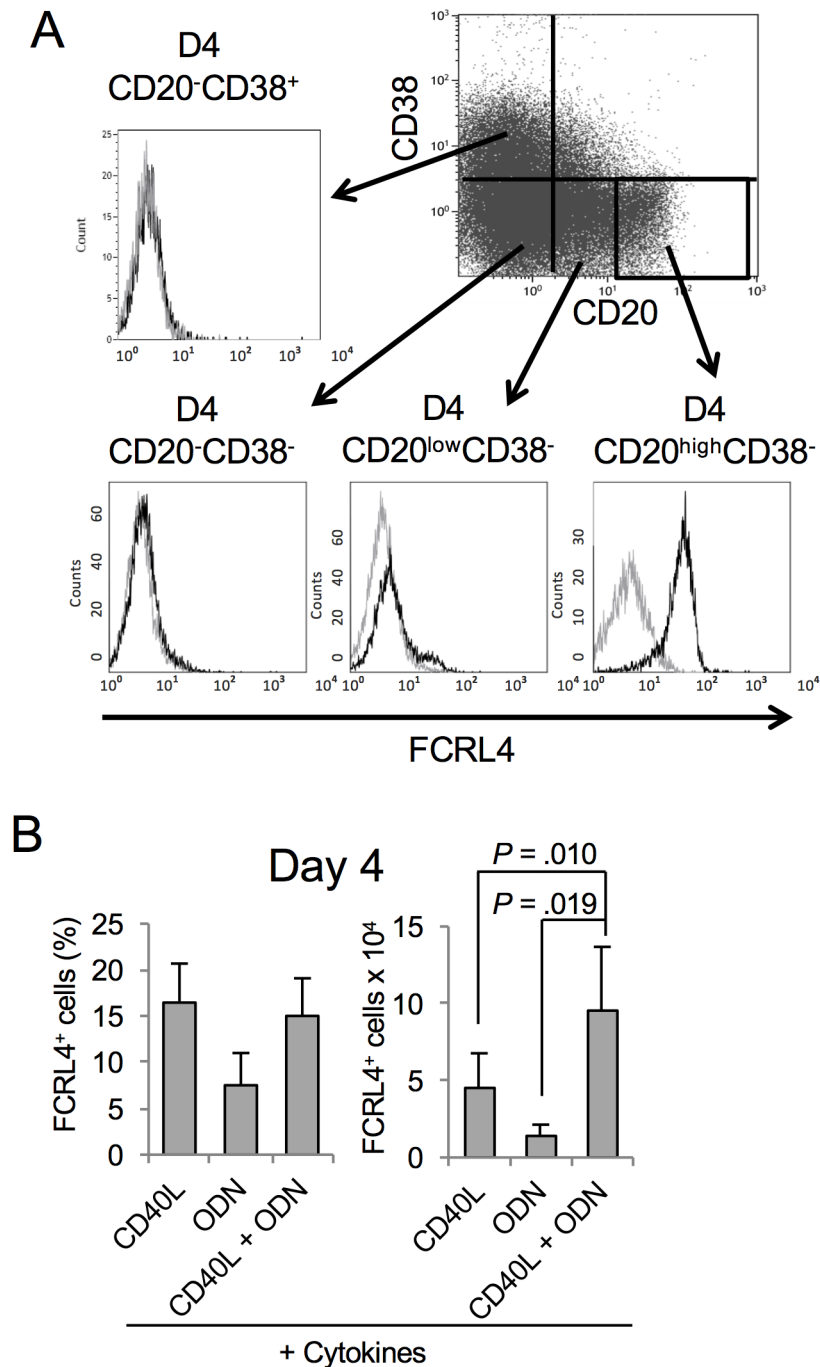 A
D4
CD20⁻CD38⁺
25
20
15
10
5
0
Count
10⁰ 10¹ 10² 10³ 10⁴
10³
10²
10¹
10⁰
CD38
10⁰ 10¹ 10² 10³
CD20
D4
CD20⁻CD38⁻
60
40
20
0
Counts
10⁰ 10¹ 10² 10³ 10⁴
D4
CD20ˡᵒʷCD38⁻
80
60
40
20
0
Counts
10⁰ 10¹ 10² 10³ 10⁴
D4
CD20ʰⁱᵍʰCD38⁻
30
20
10
0
Counts
10⁰ 10¹ 10² 10³ 10⁴
FCRL4
B
Day 4
FCRL4⁺ cells (%)
25
20
15
10
5
0
CD40L
ODN
CD40L + ODN
P = .010
P = .019
FCRL4⁺ cells x 10⁴
15
10
5
0
CD40L
ODN
CD40L + ODN
+ Cytokines